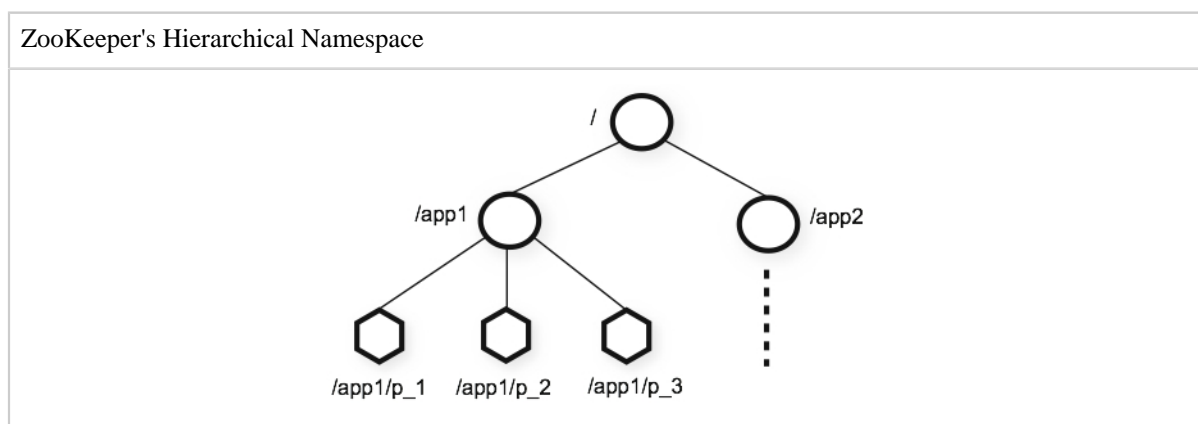 ZooKeeper's Hierarchical Namespace
/
/app1
/app2
/app1/p_1
/app1/p_2
/app1/p_3